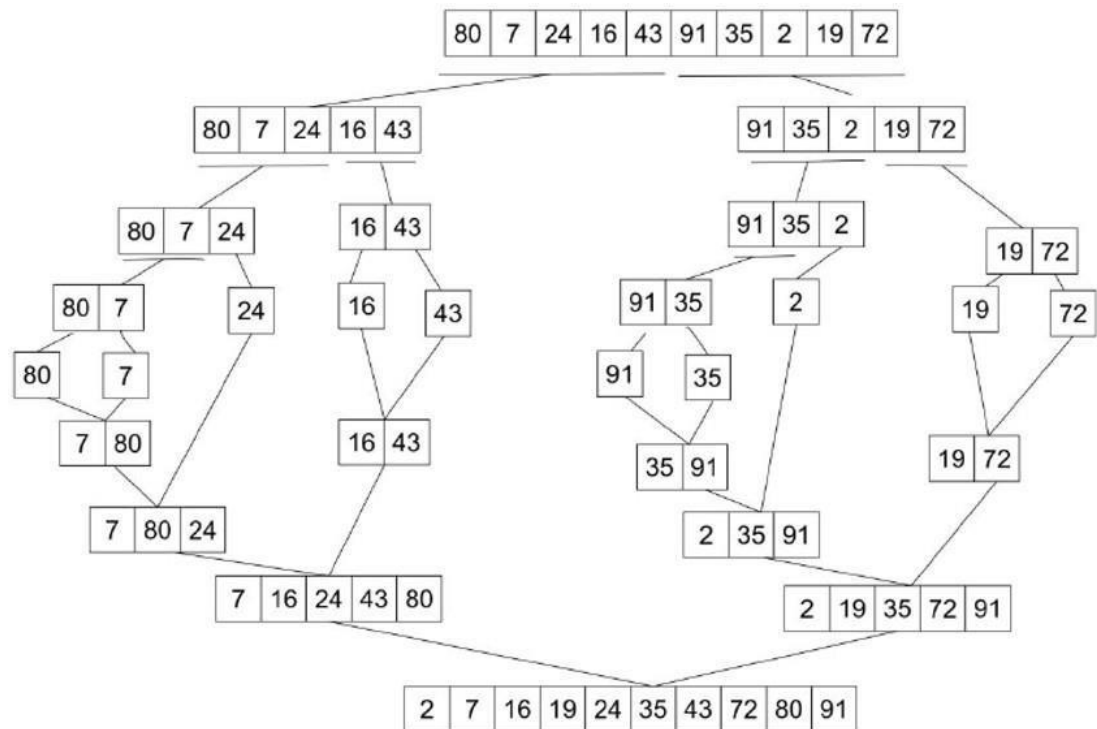 80 7 24 16 43 91 35 2 19 72
80 7 24 16 43
91 35 2 19 72
80 7 24
16 43
91 35 2
19 72
80 7
24
16
43
91 35
2
19
72
80
7
91
35
7 80
16 43
35 91
19 72
7 80 24
2 35 91
7 16 24 43 80
2 19 35 72 91
2 7 16 19 24 35 43 72 80 91